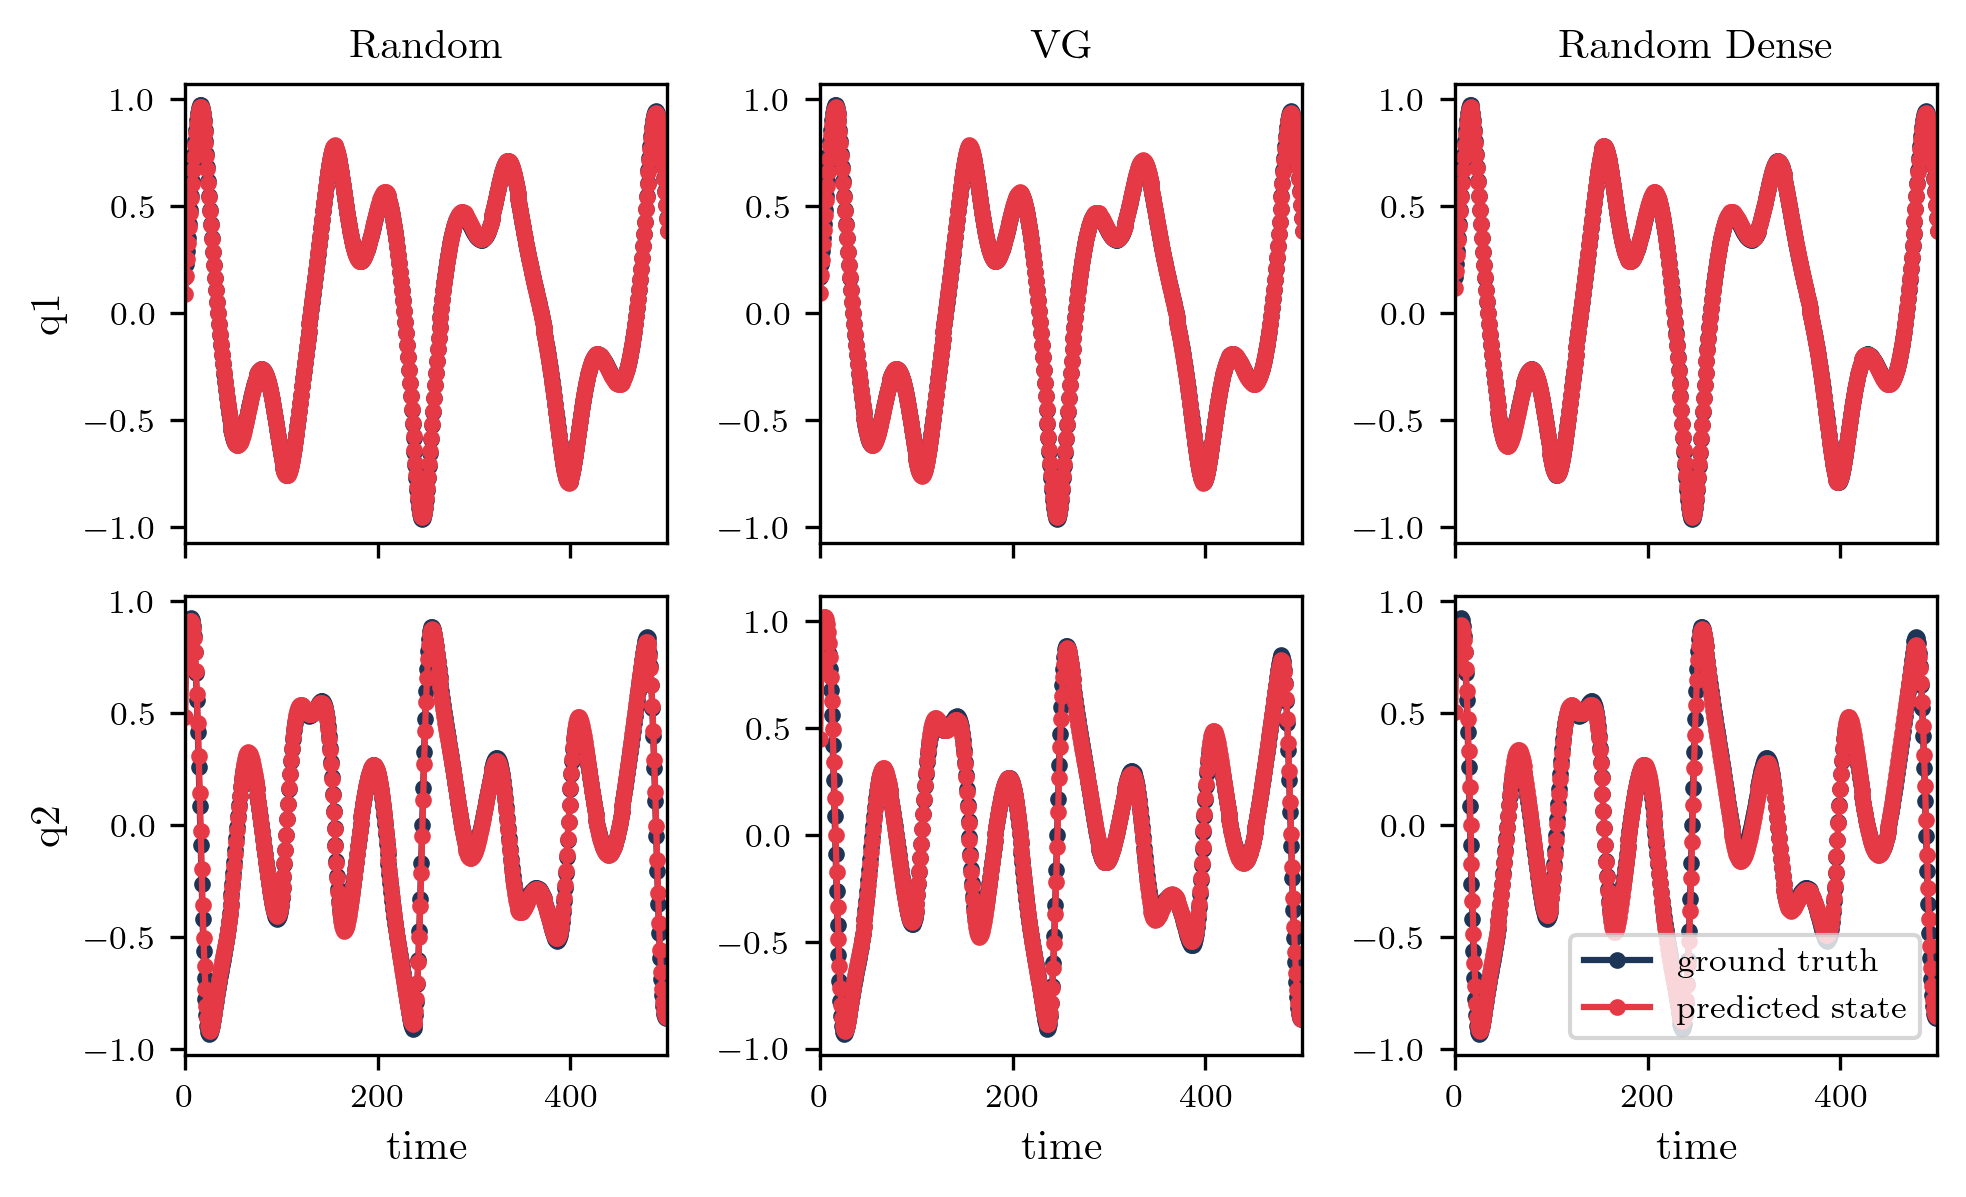 Random VG Random Dense
1.0 1.0 1.0
0.5 0.5 0.5
q1
0.0 0.0 0.0
−0.5 −0.5 −0.5
−1.0 −1.0 −1.0
1.0 1.0 1.0
0.5 0.5 0.5
q2
0.0 0.0 0.0
−0.5 −0.5 −0.5
ground truth
predicted state
−1.0 −1.0 −1.0
0 200 400 0 200 400 0 200 400
time time time